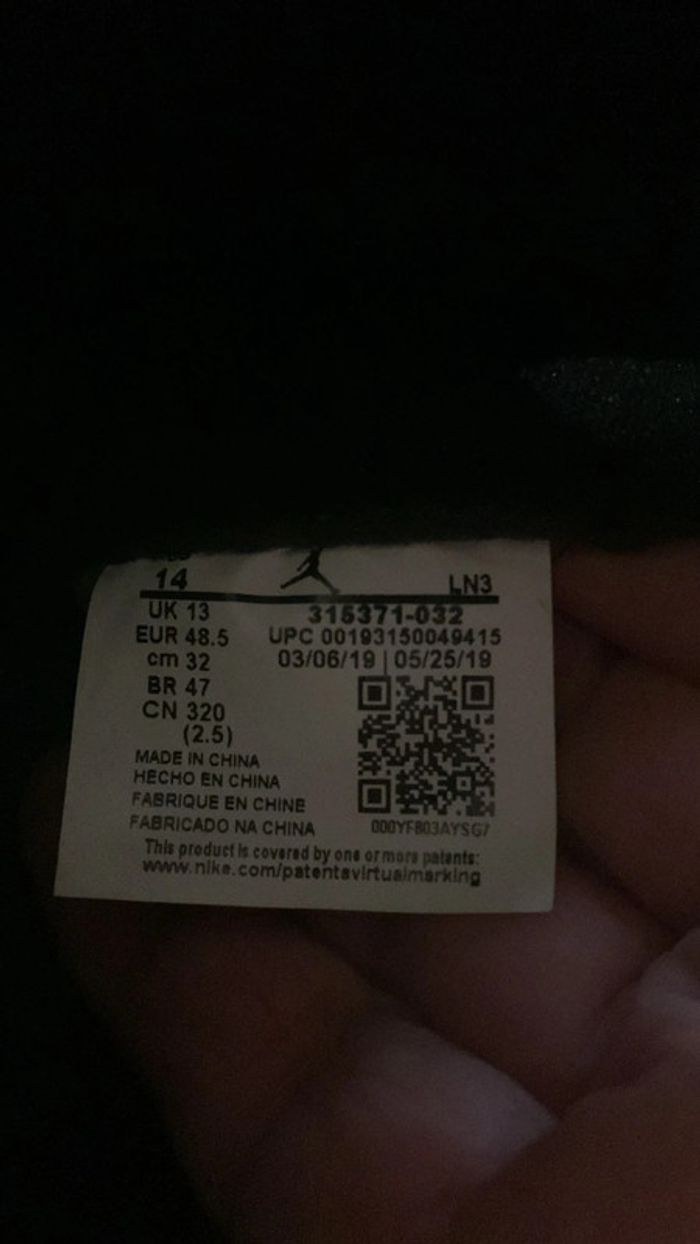 14 LN3
UK 13 315371-032
EUR 48.5 UPC 00193150049415
cm 32 03/06/19 | 05/25/19
BR 47
CN 320
(2.5)
MADE IN CHINA
HECHO EN CHINA
FABRIQUE EN CHINE
FABRICADO NA CHINA 000YFB03AYSG7
This product is covered by one or more patents:
www.nike.com/patentsvirtualmarking